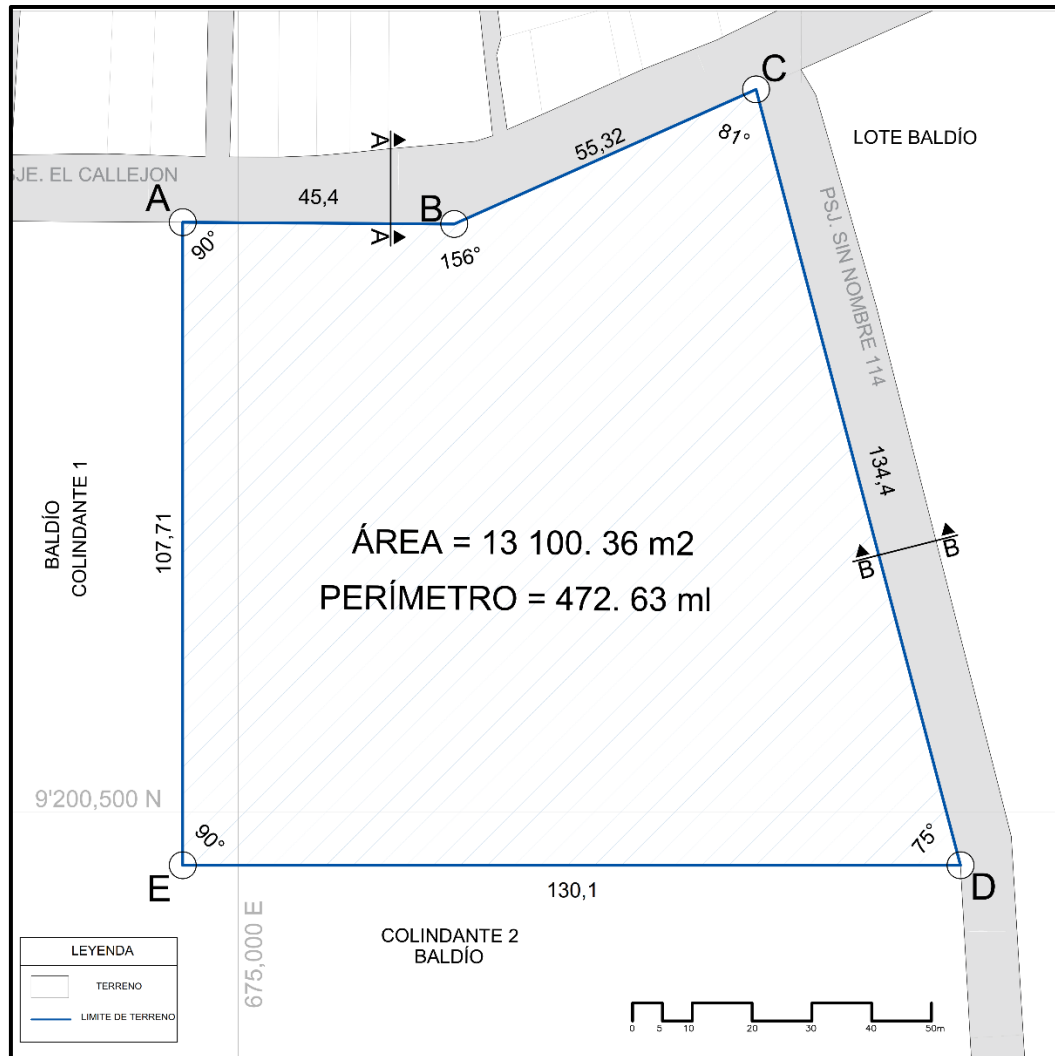 C
LOTE BALDÍO
55,32
81°
A
SJE. EL CALLEJON
A
45,4
B
A
90°
156°
PSJ. SIN NOMBRE 114
134,4
BALDÍO
COLINDANTE 1
107,71
ÁREA = 13 100. 36 m2
PERÍMETRO = 472. 63 ml
B
B
9'200,500 N
90°
75°
E
130,1
D
675,000 E
COLINDANTE 2
BALDÍO
LEYENDA
TERRENO
LIMITE DE TERRENO
0 5 10 20 30 40 50m